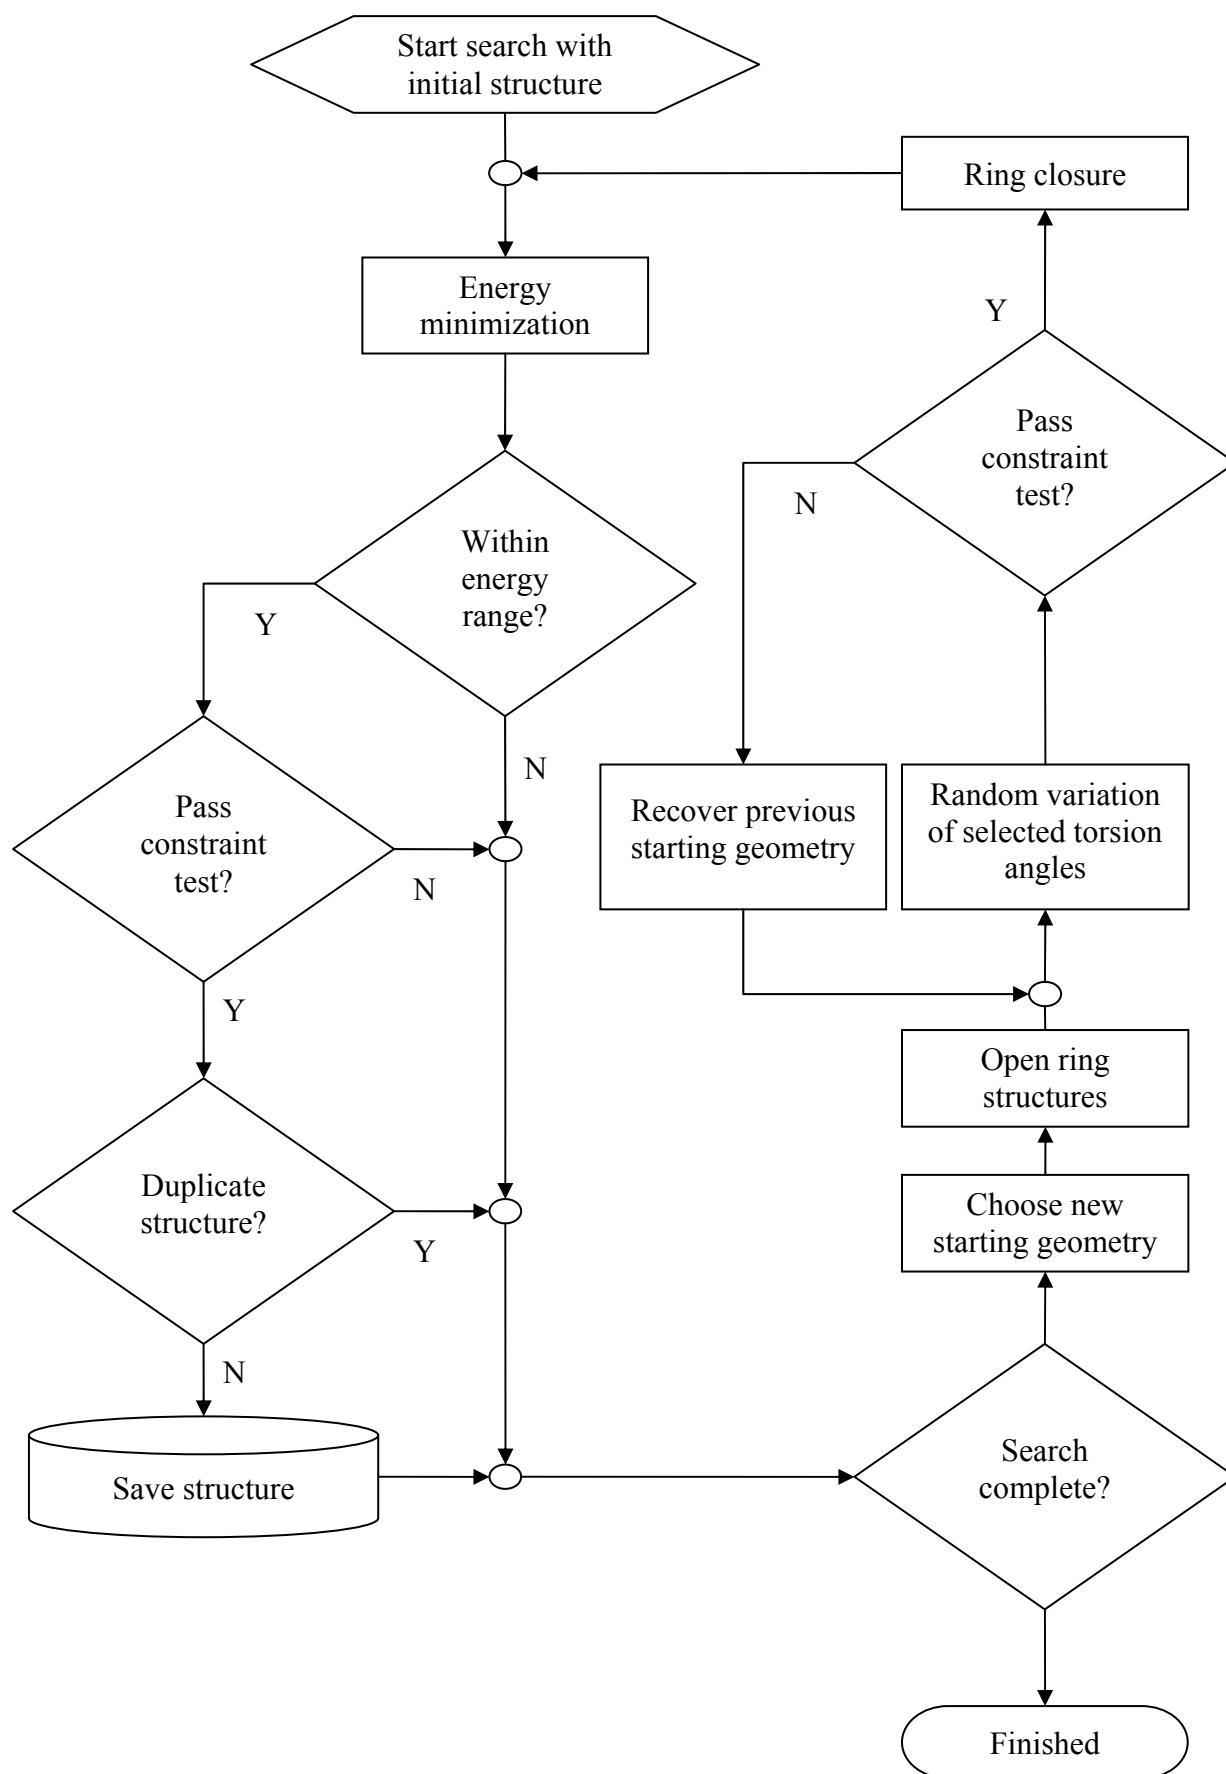 Start search with
initial structure
Ring closure
Energy
minimization
Y
Pass
constraint
test?
N
Within
energy
range?
Y
N
Recover previous
starting geometry
Random variation
of selected torsion
angles
Pass
constraint
test?
N
Y
Open ring
structures
Duplicate
structure?
Y
Choose new
starting geometry
N
Save structure
Search
complete?
Finished